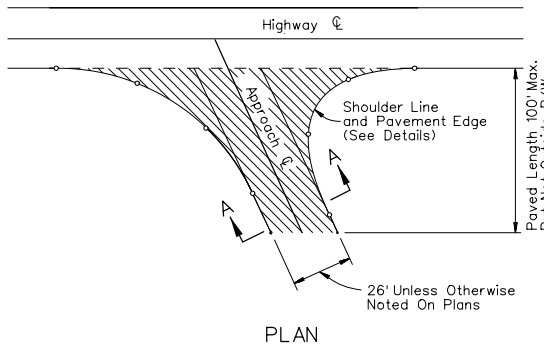 Highway ℄
Approach ℄
Shoulder Line
and Pavement Edge
(See Details)
A
A
Paved Length 100' Max.
26' Unless Otherwise
Noted On Plans
PLAN